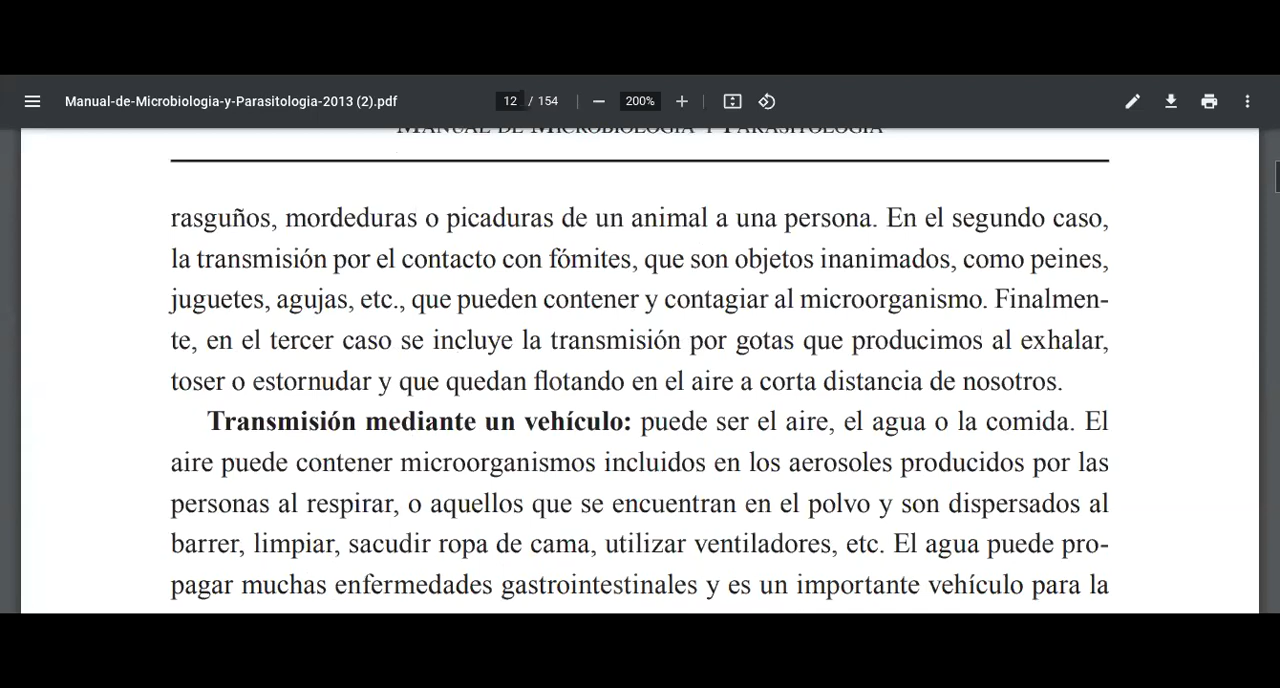 Manual-de-Microbiologia-y-Parasitologia-2013 (2).pdf
12 / 154
200%
MANUAL DE MICROBIOLOGÍA Y PARASITOLOGÍA
rasguños, mordeduras o picaduras de un animal a una persona. En el segundo caso,
la transmisión por el contacto con fómites, que son objetos inanimados, como peines,
juguetes, agujas, etc., que pueden contener y contagiar al microorganismo. Finalmen-
te, en el tercer caso se incluye la transmisión por gotas que producimos al exhalar,
toser o estornudar y que quedan flotando en el aire a corta distancia de nosotros.
Transmisión mediante un vehículo: puede ser el aire, el agua o la comida. El
aire puede contener microorganismos incluidos en los aerosoles producidos por las
personas al respirar, o aquellos que se encuentran en el polvo y son dispersados al
barrer, limpiar, sacudir ropa de cama, utilizar ventiladores, etc. El agua puede pro-
pagar muchas enfermedades gastrointestinales y es un importante vehículo para la